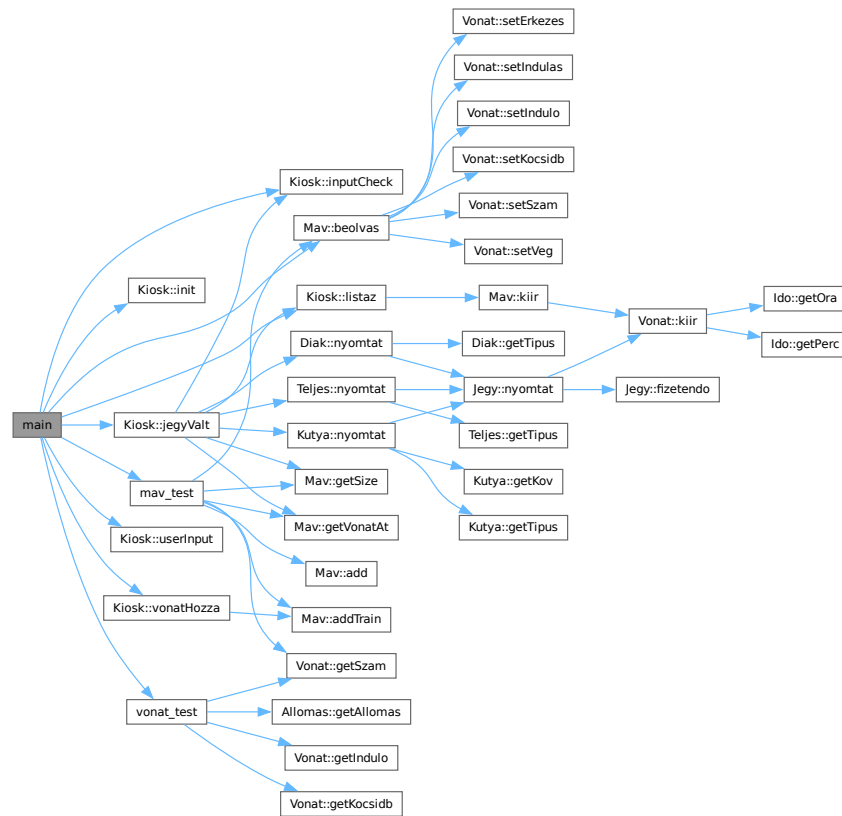 Vonat::setErkezes
Vonat::setIndulas
Vonat::setIndulo
Vonat::setKocsidb
Kiosk::inputCheck
Vonat::setSzam
Mav::beolvas
Vonat::setVeg
Kiosk::init
Kiosk::listaz
Mav::kiir
Ido::getOra
Vonat::kiir
Diak::nyomtat
Diak::getTipus
Ido::getPerc
Teljes::nyomtat
Jegy::nyomtat
Jegy::fizetendo
main
Kiosk::jegyValt
Kutya::nyomtat
Teljes::getTipus
Mav::getSize
Kutya::getKov
mav_test
Mav::getVonatAt
Kutya::getTipus
Kiosk::userInput
Mav::add
Kiosk::vonatHozza
Mav::addTrain
Vonat::getSzam
vonat_test
Allomas::getAllomas
Vonat::getIndulo
Vonat::getKocsidb